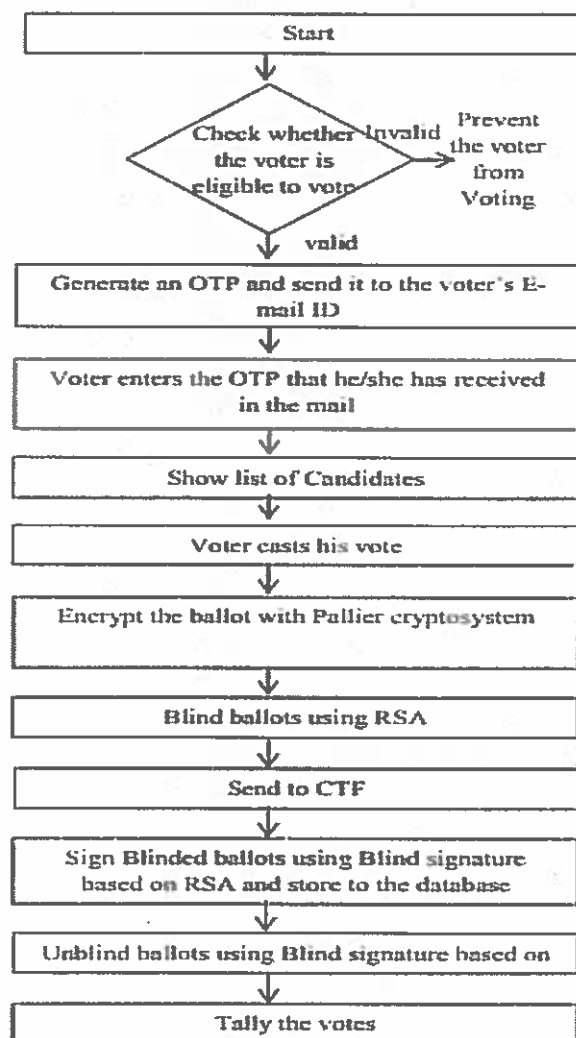 Start
Check whether
the voter is
eligible to vote
Invalid
Prevent
the voter
from
Voting
valid
Generate an OTP and send it to the voter's E-
mail ID
Voter enters the OTP that he/she has received
in the mail
Show list of Candidates
Voter casts his vote
Encrypt the ballot with Pallier cryptosystem
Blind ballots using RSA
Send to CTF
Sign Blinded ballots using Blind signature
based on RSA and store to the database
Unblind ballots using Blind signature based on
Tally the votes